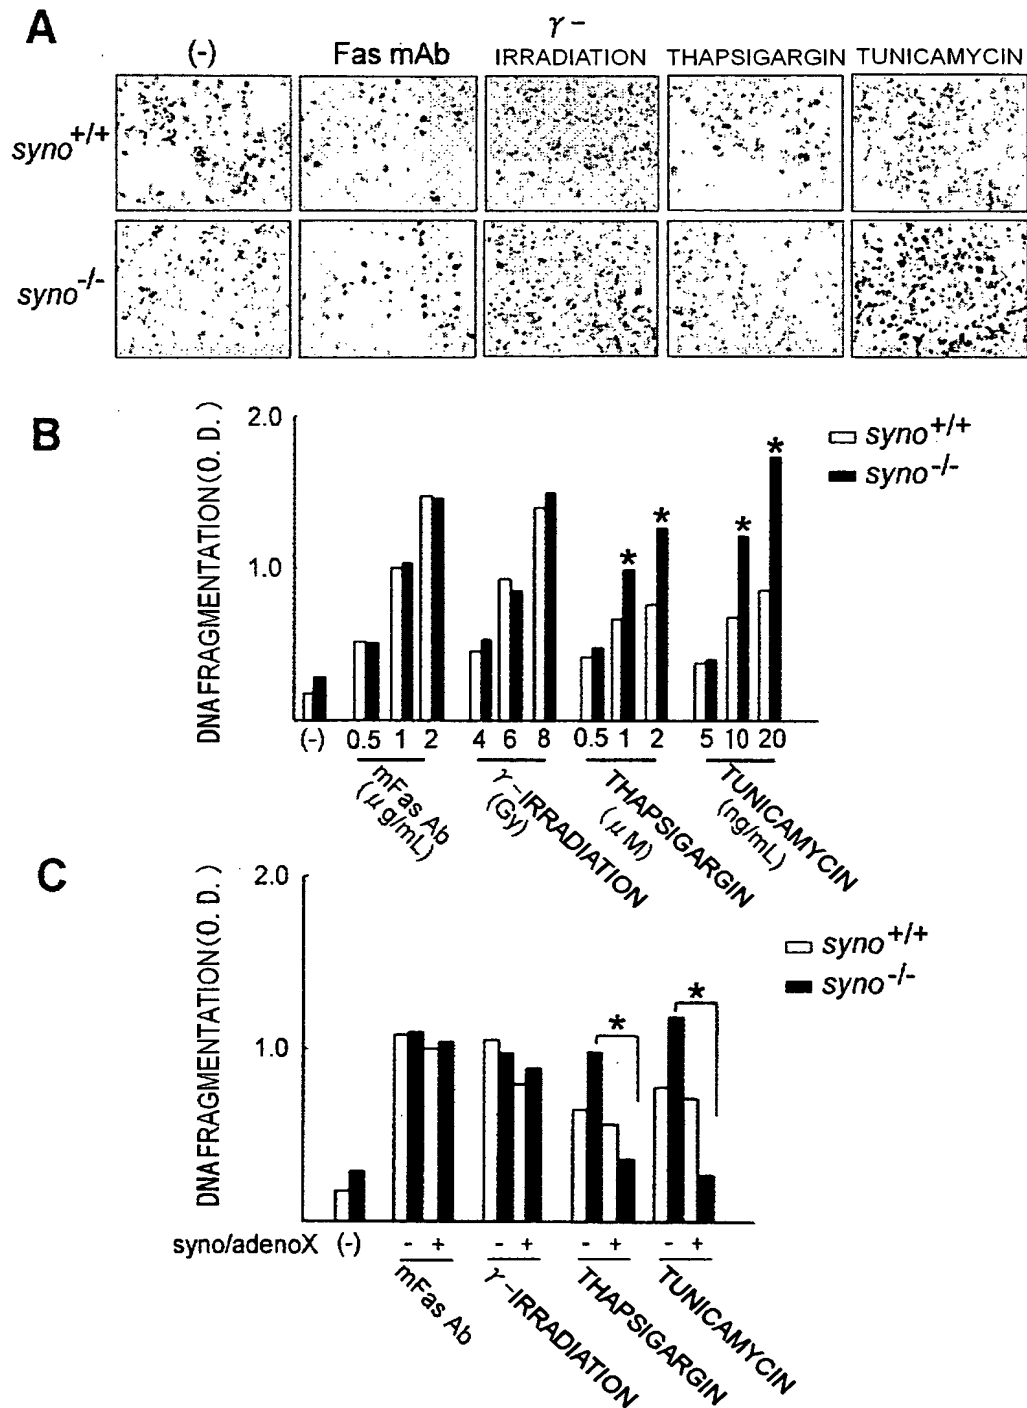 A
(-)
Fas mAb
γ-
IRRADIATION
THAPSIGARGIN
TUNICAMYCIN
syno+/+
syno-/-
B
DNA FRAGMENTATION (O. D.)
2.0
1.0
syno+/+
syno-/-
*
*
*
*
(-) 0.5 1 2 4 6 8 0.5 1 2 5 10 20
mFas Ab
(μg/mL)
γ-IRRADIATION
(Gy)
THAPSIGARGIN
(μM)
TUNICAMYCIN
(ng/mL)
C
DNA FRAGMENTATION (O. D.)
2.0
1.0
syno+/+
syno-/-
*
*
syno/adenoX (-) - + - + - + - +
mFas Ab
γ-IRRADIATION
THAPSIGARGIN
TUNICAMYCIN